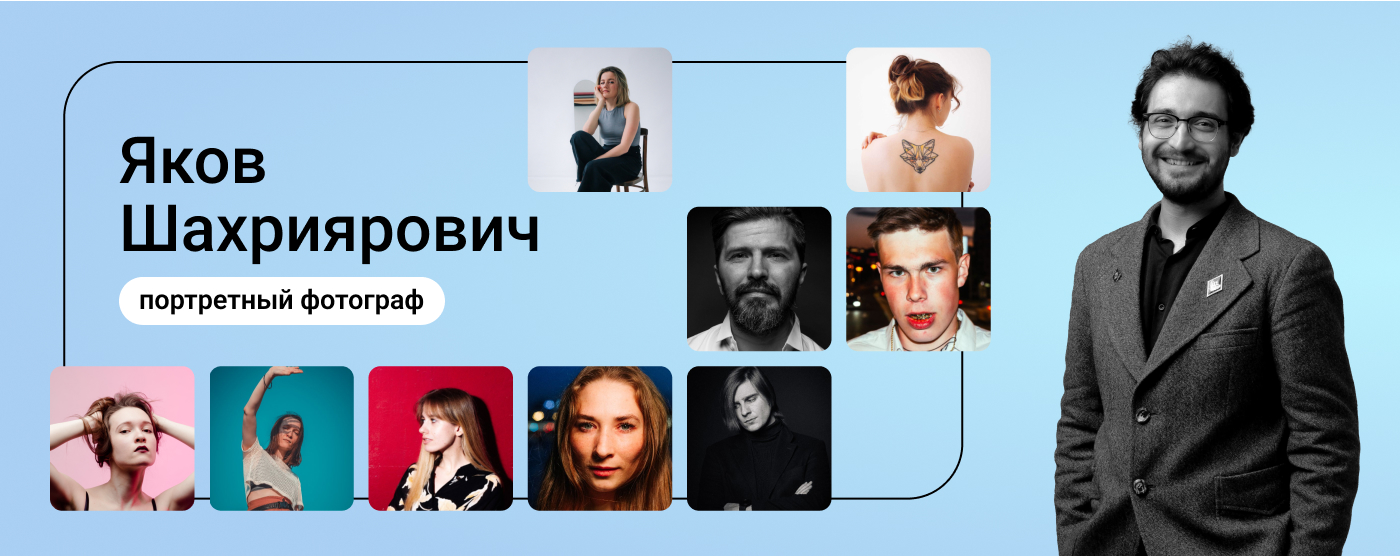 Яков
Шахриярович
портретный фотограф